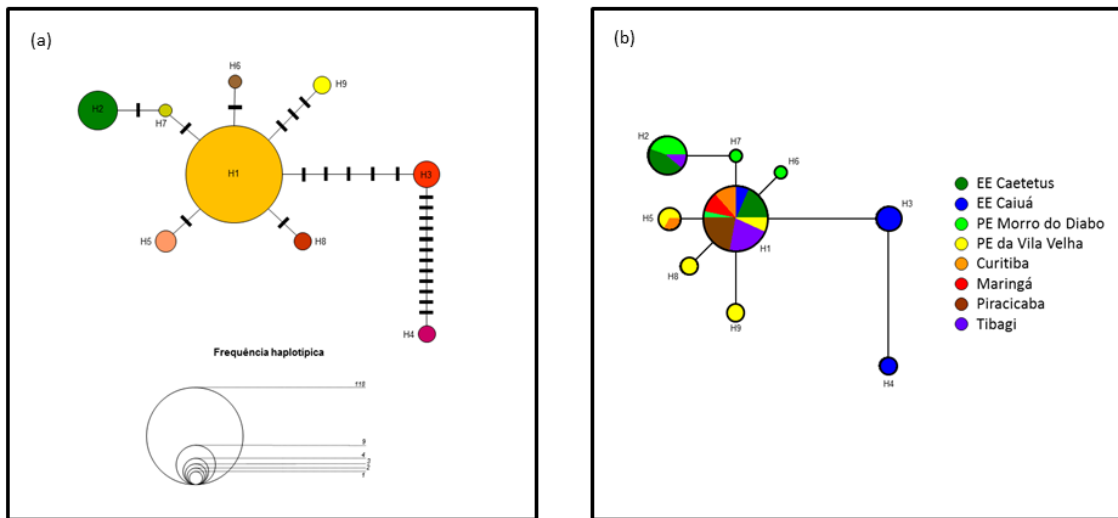 (a)
H6
H9
H2
H7
H1
H3
H5
H8
H4
Frequência haplotípica
118
9
4
3
2
1
(b)
H2
H7
H6
H5
H3
H1
H8
H9
H4
EE Caetetus
EE Caiuá
PE Morro do Diabo
PE da Vila Velha
Curitiba
Maringá
Piracicaba
Tibagi